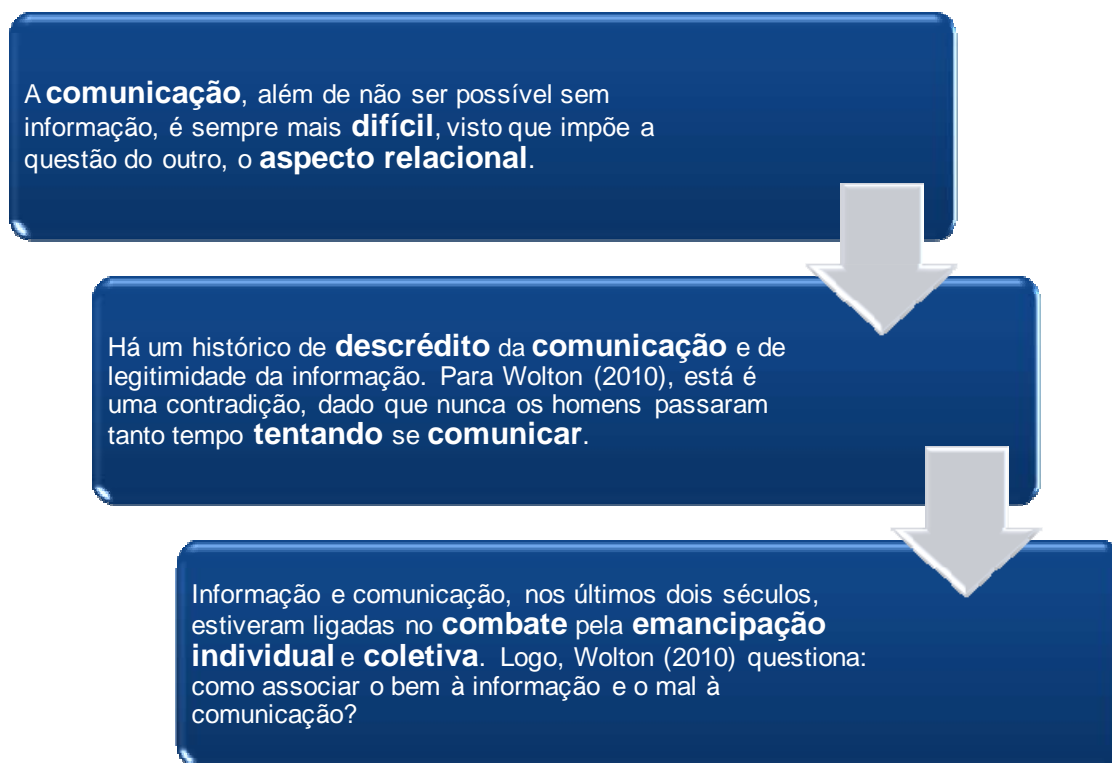 A comunicação, além de não ser possível sem
informação, é sempre mais difícil, visto que impõe a
questão do outro, o aspecto relacional.
Há um histórico de descrédito da comunicação e de
legitimidade da informação. Para Wolton (2010), está é
uma contradição, dado que nunca os homens passaram
tanto tempo tentando se comunicar.
Informação e comunicação, nos últimos dois séculos,
estiveram ligadas no combate pela emancipação
individual e coletiva. Logo, Wolton (2010) questiona:
como associar o bem à informação e o mal à
comunicação?